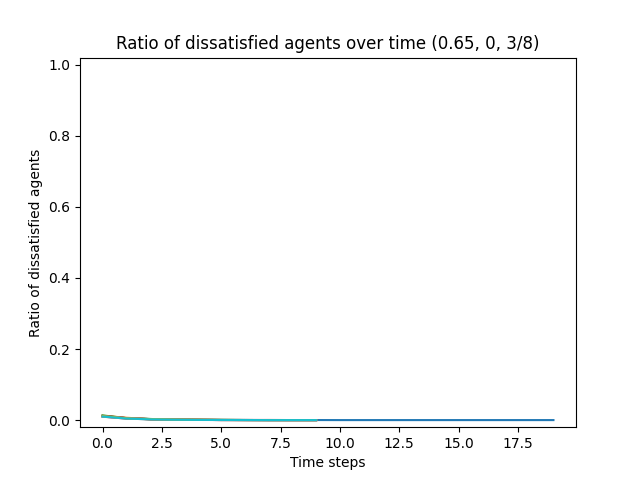 Ratio of dissatisfied agents over time (0.65, 0, 3/8)
1.0
0.8
0.6
0.4
0.2
0.0
Ratio of dissatisfied agents
0.0 2.5 5.0 7.5 10.0 12.5 15.0 17.5
Time steps